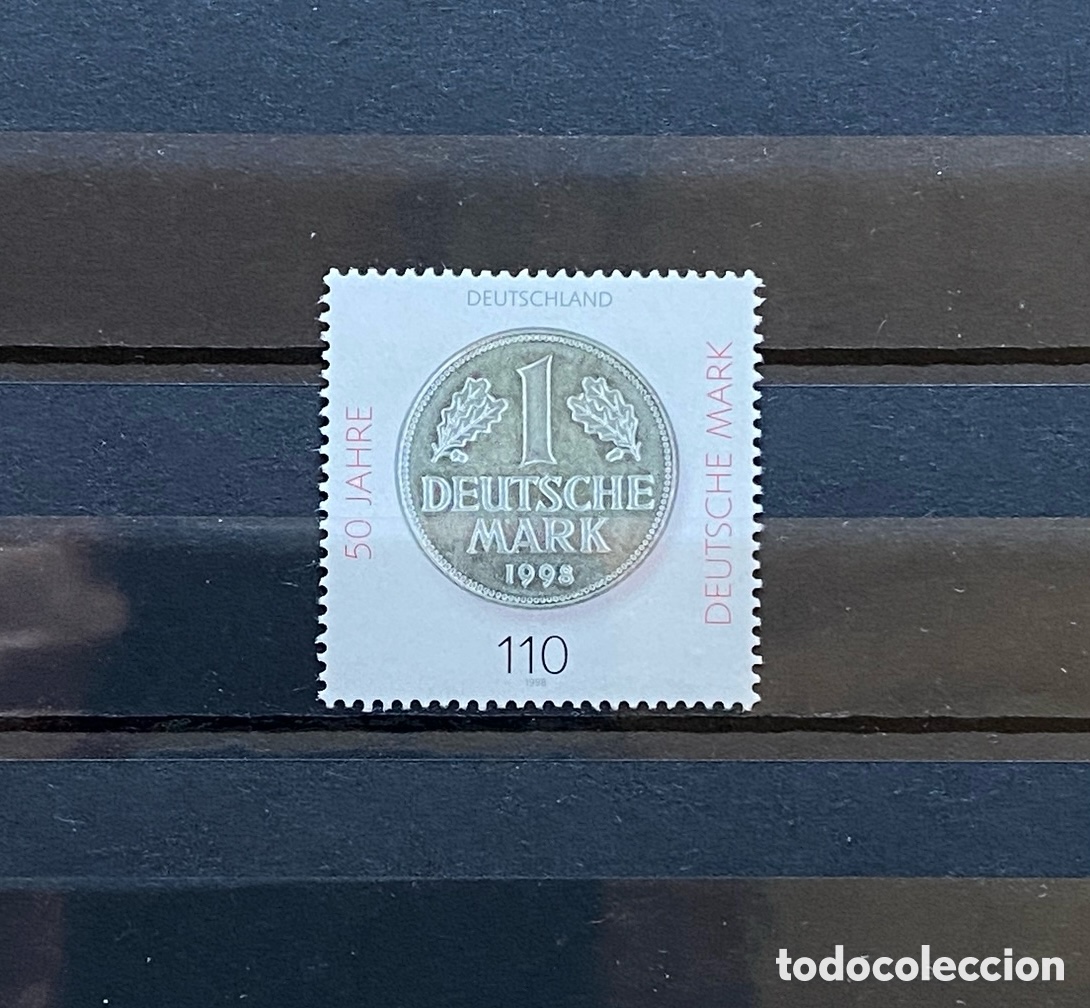 DEUTSCHLAND
50 JAHRE
DEUTSCHE MARK
1
DEUTSCHE
MARK
1998
110
1998
todocoleccion